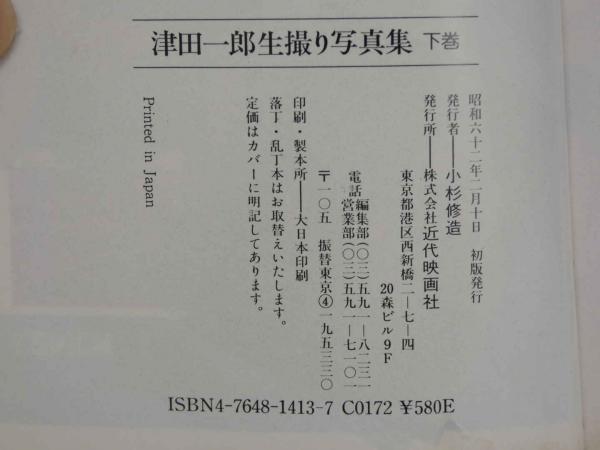 津田一郎生撮り写真集 下巻
昭和六十二年二月十日 初版発行
発行者──小杉修造
発行所──株式会社近代映画社
東京都港区西新橋二―七―四
20森ビル9F
電話 編集部(〇三)五九一―八二三一
営業部(〇三)五九一―七一〇一
〒一〇五 振替東京④一九五三三〇
印刷・製本所──大日本印刷
落丁・乱丁本はお取替えいたします。
定価はカバーに明記してあります。
Printed in Japan
ISBN4-7648-1413-7 C0172 ¥580E